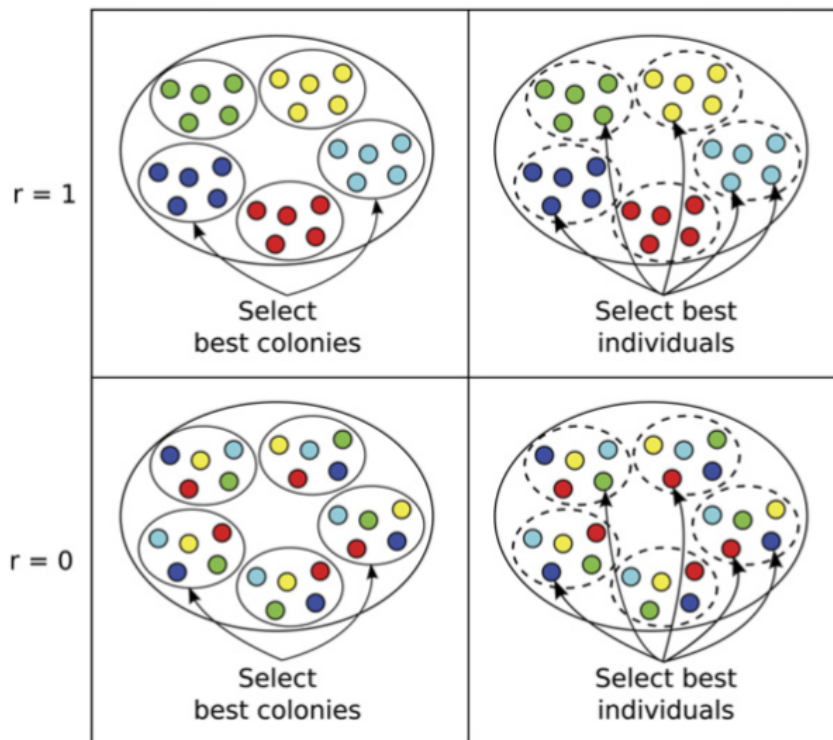 r = 1
Select
best colonies
Select best
individuals
r = 0
Select
best colonies
Select best
individuals